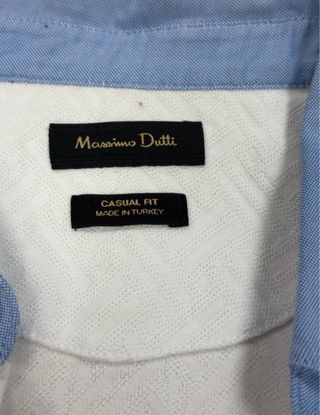 Massimo Dutti
CASUAL FIT
MADE IN TURKEY